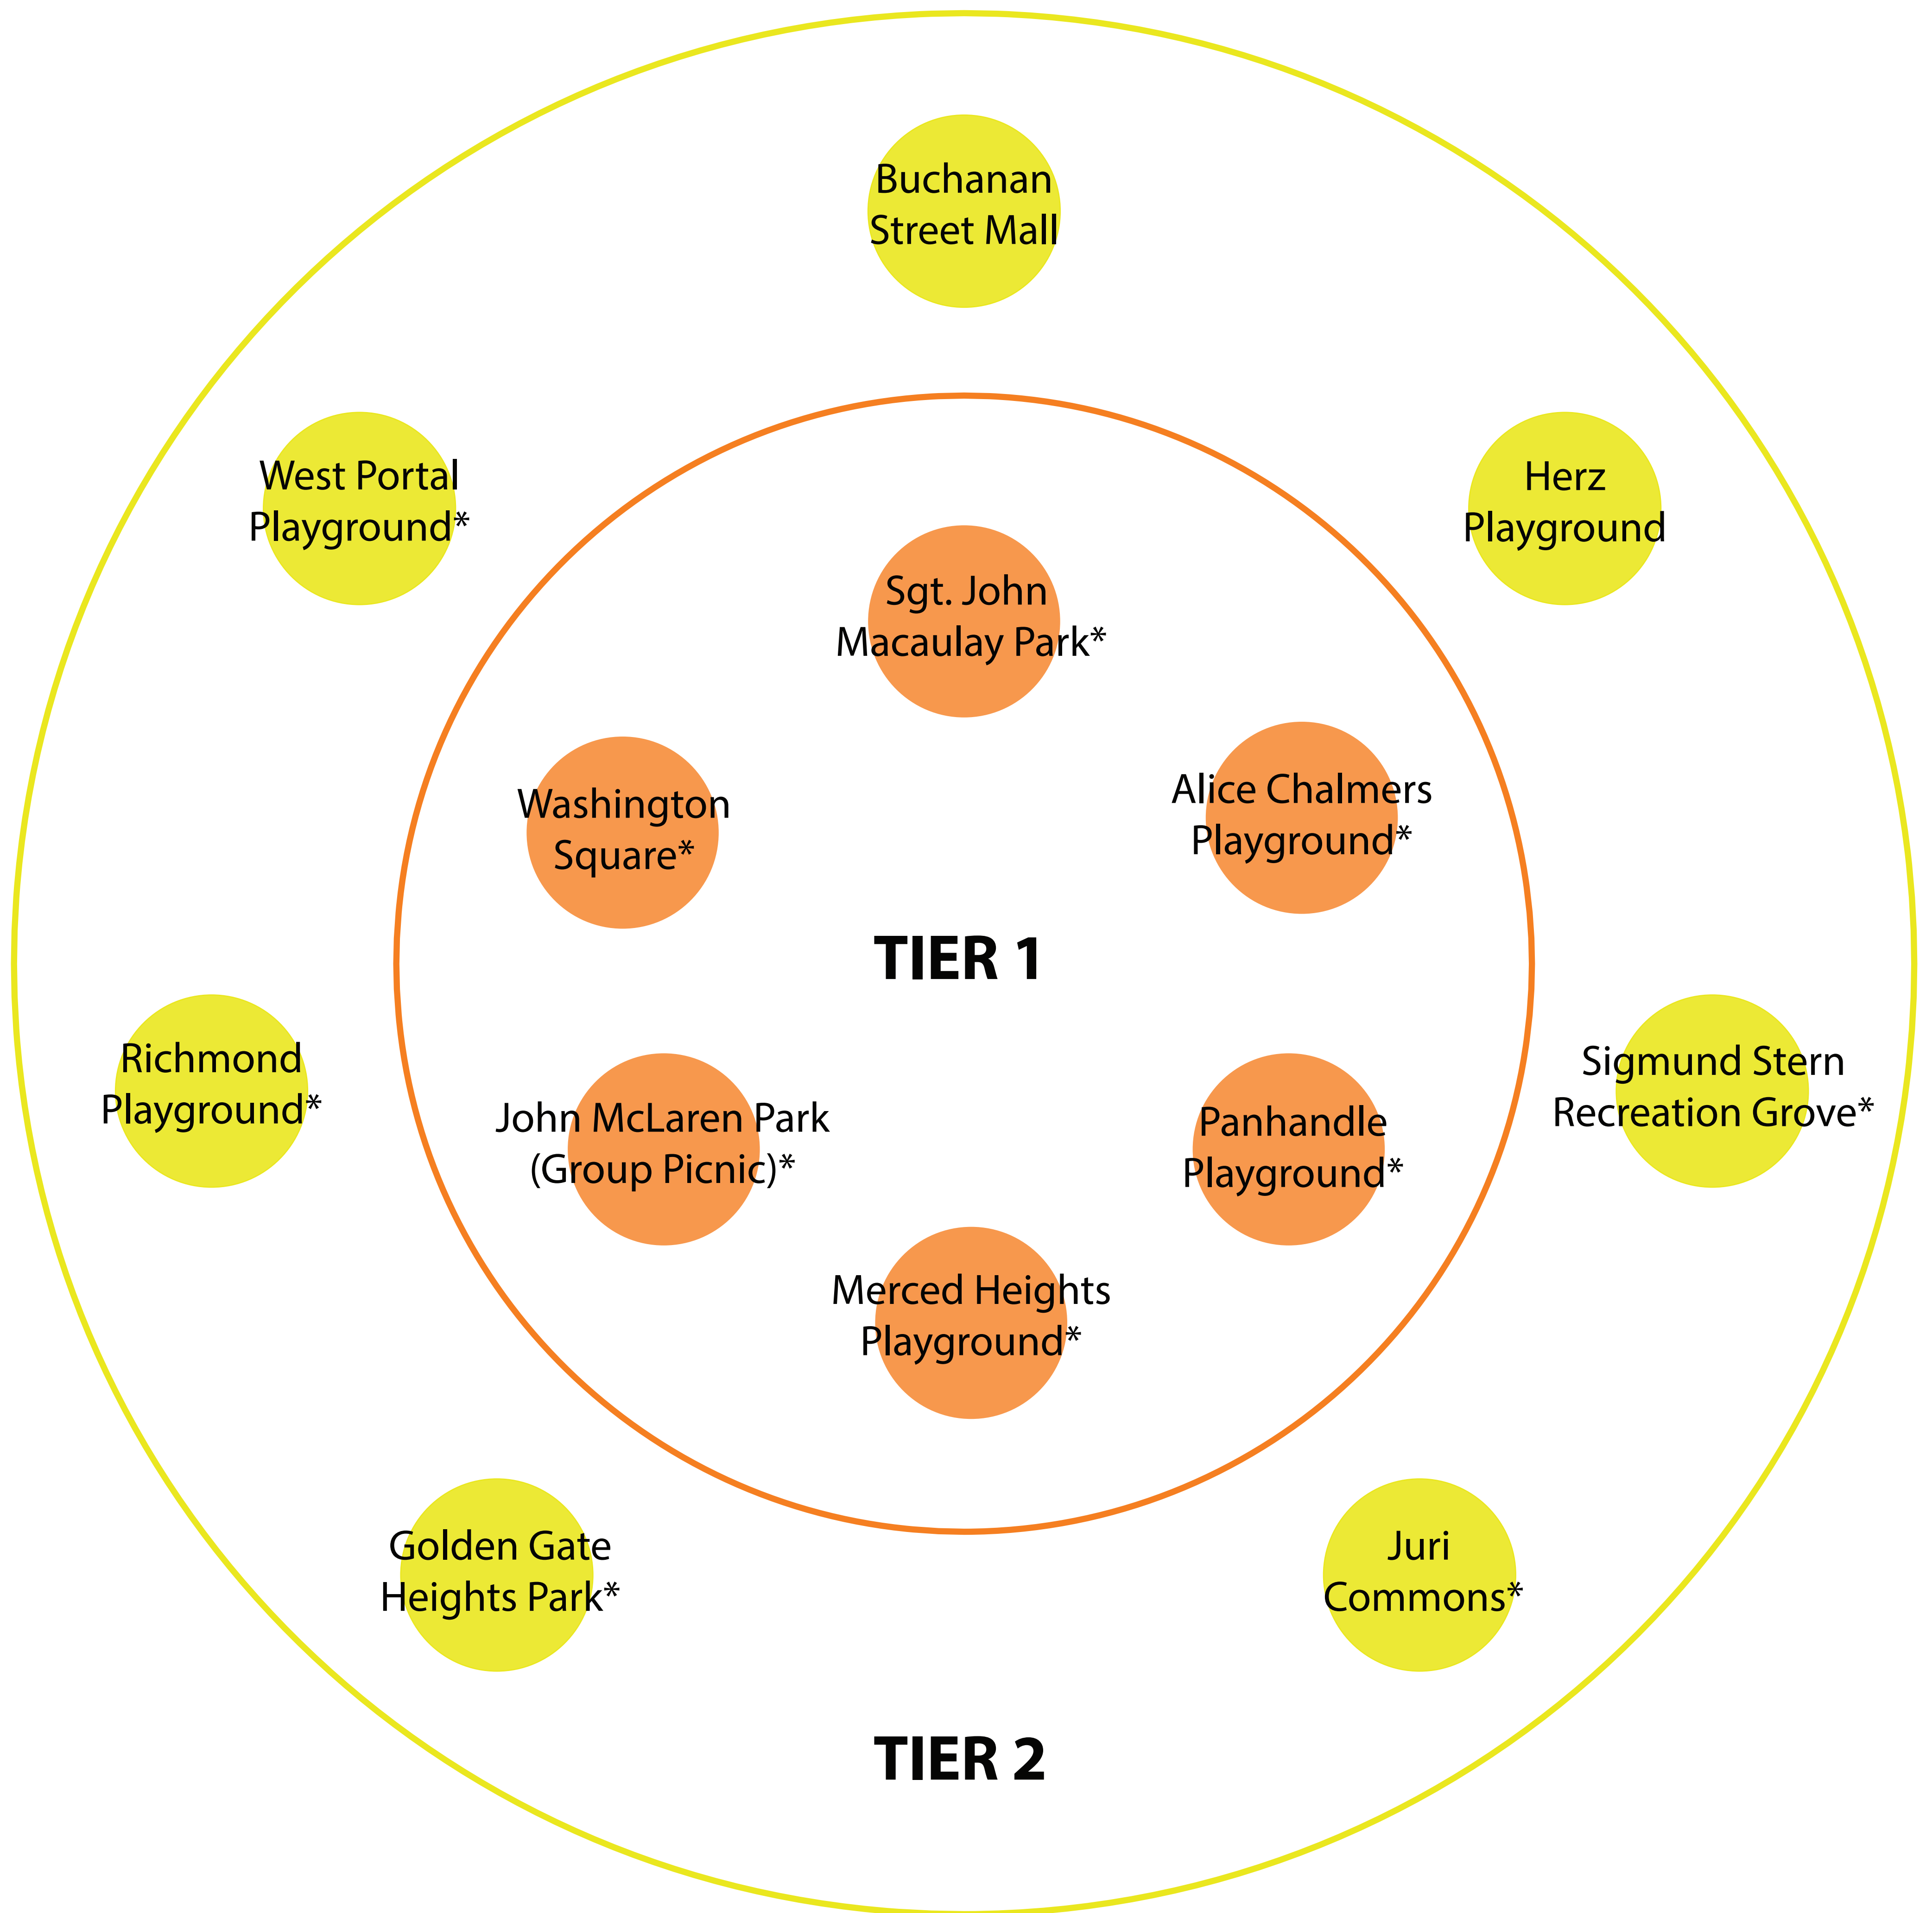 Buchanan
Street Mall
West Portal
Playground*
Herz
Playground
Sgt. John
Macaulay Park*
Washington
Square*
Alice Chalmers
Playground*
TIER 1
Richmond
Playground*
John McLaren Park
(Group Picnic)*
Panhandle
Playground*
Sigmund Stern
Recreation Grove*
Merced Heights
Playground*
Golden Gate
Heights Park*
Juri
Commons*
TIER 2